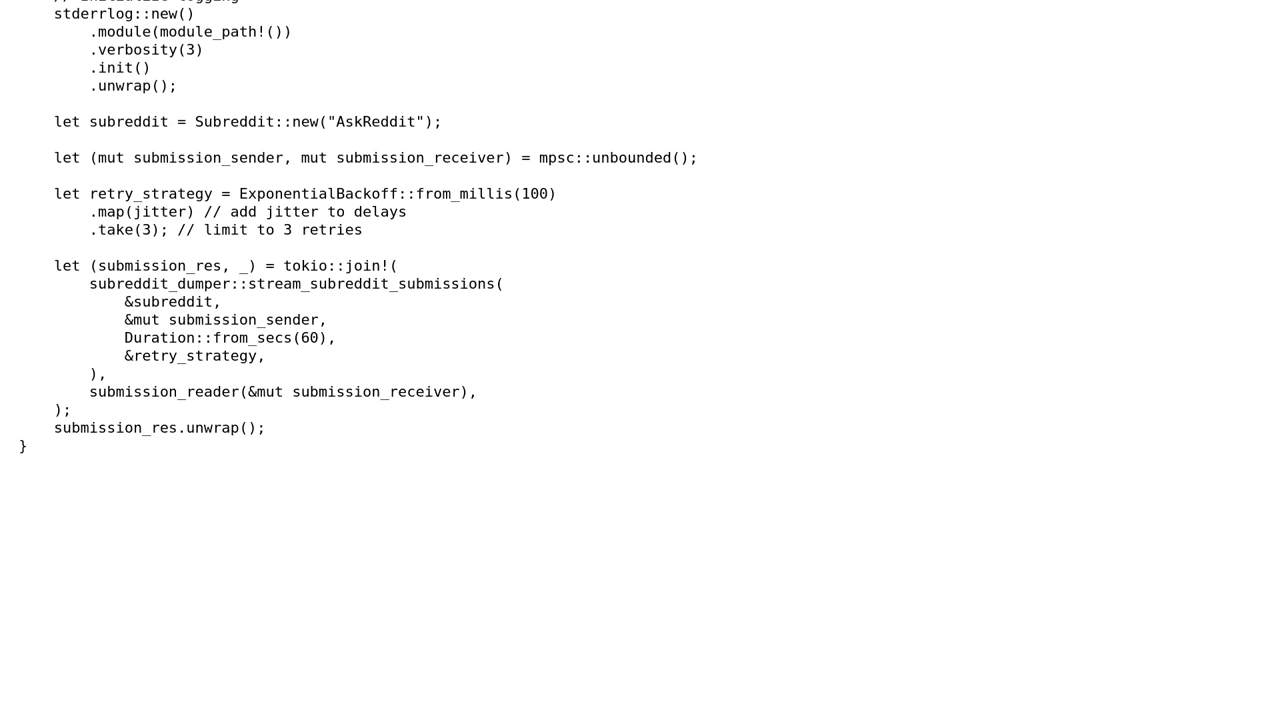 // Initialize logging
    stderrlog::new()
        .module(module_path!())
        .verbosity(3)
        .init()
        .unwrap();

    let subreddit = Subreddit::new("AskReddit");

    let (mut submission_sender, mut submission_receiver) = mpsc::unbounded();

    let retry_strategy = ExponentialBackoff::from_millis(100)
        .map(jitter) // add jitter to delays
        .take(3); // limit to 3 retries

    let (submission_res, _) = tokio::join!(
        subreddit_dumper::stream_subreddit_submissions(
            &subreddit,
            &mut submission_sender,
            Duration::from_secs(60),
            &retry_strategy,
        ),
        submission_reader(&mut submission_receiver),
    );
    submission_res.unwrap();
}